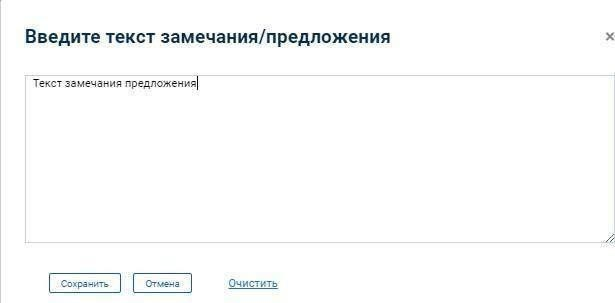 Введите текст замечания/предложения
×
Текст замечания предложения
Сохранить Отмена Очистить